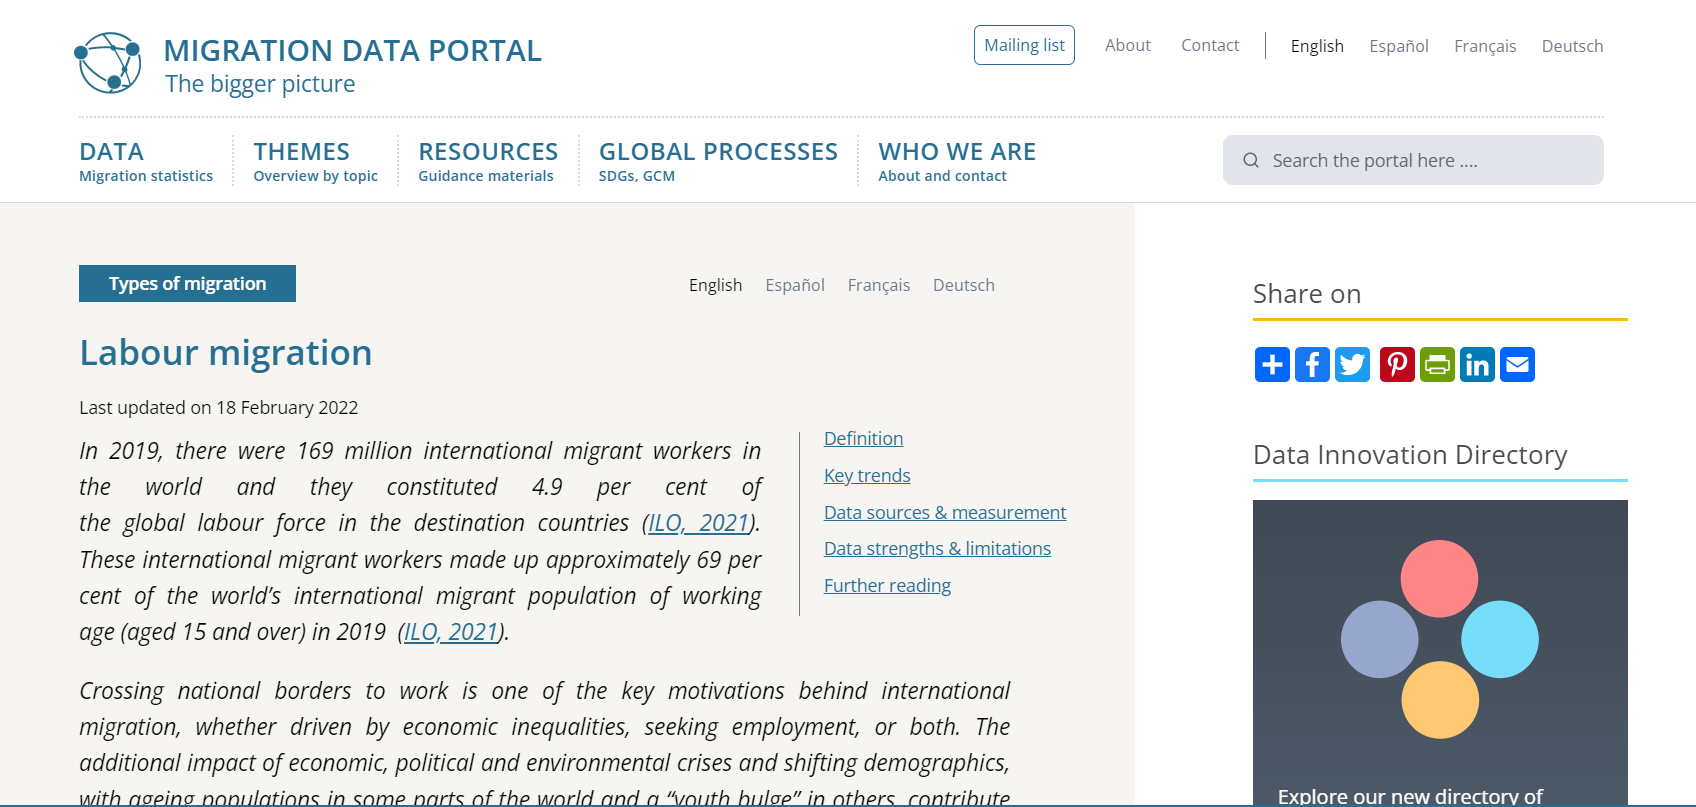 MIGRATION DATA PORTAL
The bigger picture
Mailing list
About
Contact
English
Español
Français
Deutsch
DATA
Migration statistics
THEMES
Overview by topic
RESOURCES
Guidance materials
GLOBAL PROCESSES
SDGs, GCM
WHO WE ARE
About and contact
Search the portal here ....
Types of migration
English
Español
Français
Deutsch
Labour migration
Last updated on 18 February 2022
In 2019, there were 169 million international migrant workers in
the world and they constituted 4.9 per cent of
the global labour force in the destination countries (ILO, 2021).
These international migrant workers made up approximately 69 per
cent of the world’s international migrant population of working
age (aged 15 and over) in 2019  (ILO, 2021).
Definition
Key trends
Data sources & measurement
Data strengths & limitations
Further reading
Crossing national borders to work is one of the key motivations behind international
migration, whether driven by economic inequalities, seeking employment, or both. The
additional impact of economic, political and environmental crises and shifting demographics,
with ageing populations in some parts of the world and a “youth bulge” in others, contribute
Share on
Data Innovation Directory
Explore our new directory of